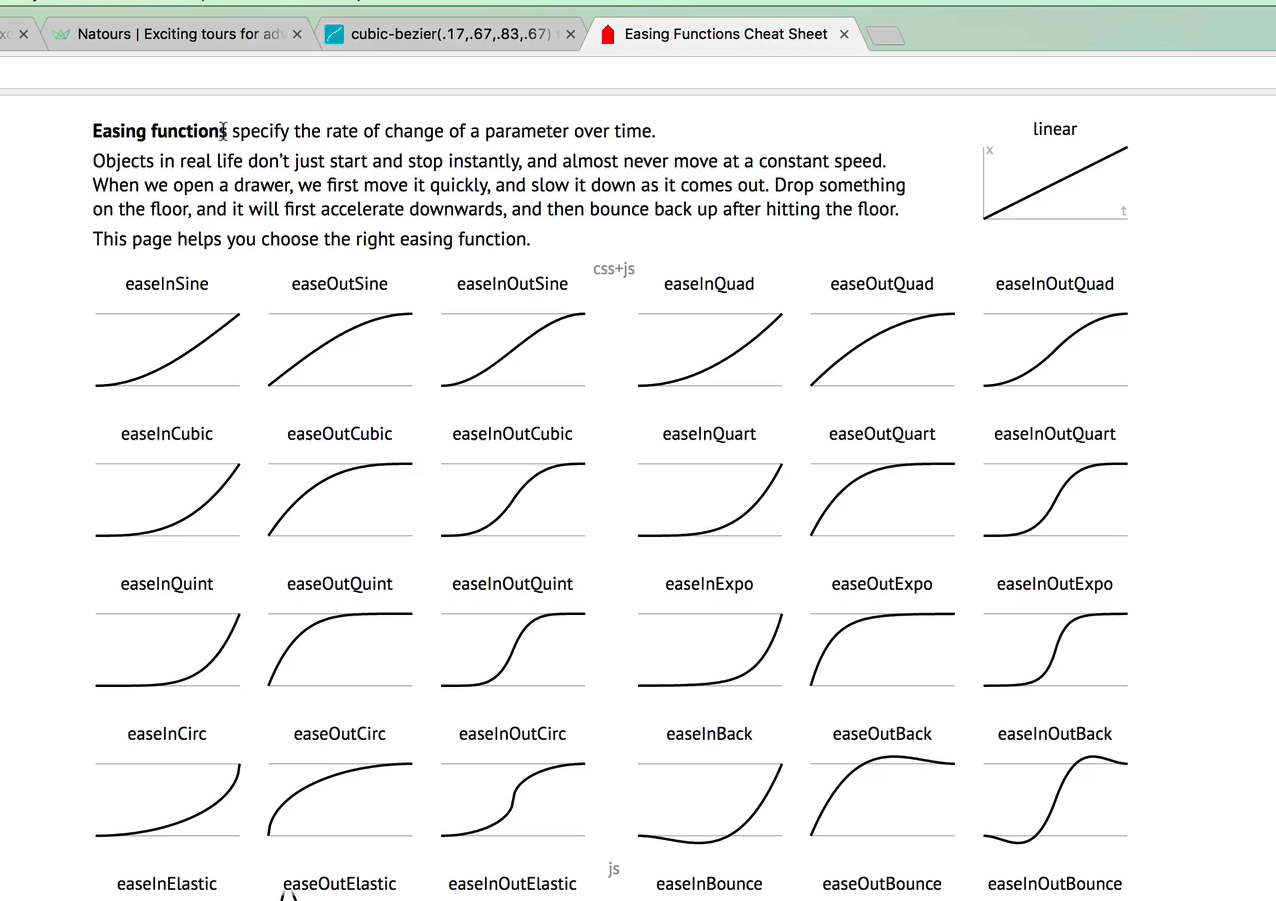 Natours | Exciting tours for adv
cubic-bezier(.17,.67,.83,.67)
Easing Functions Cheat Sheet
Easing functions specify the rate of change of a parameter over time.
Objects in real life don’t just start and stop instantly, and almost never move at a constant speed.
When we open a drawer, we first move it quickly, and slow it down as it comes out. Drop something
on the floor, and it will first accelerate downwards, and then bounce back up after hitting the floor.
This page helps you choose the right easing function.
linear
x
t
css+js
easeInSine easeOutSine easeInOutSine easeInQuad easeOutQuad easeInOutQuad
easeInCubic easeOutCubic easeInOutCubic easeInQuart easeOutQuart easeInOutQuart
easeInQuint easeOutQuint easeInOutQuint easeInExpo easeOutExpo easeInOutExpo
easeInCirc easeOutCirc easeInOutCirc easeInBack easeOutBack easeInOutBack
js
easeInElastic easeOutElastic easeInOutElastic easeInBounce easeOutBounce easeInOutBounce